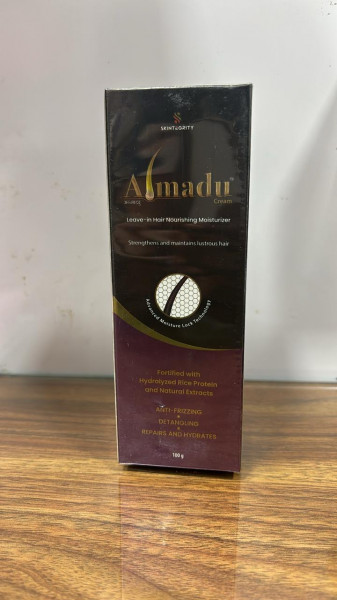 SKINTEGRITY
Almadu
Cream
Leave-in Hair Nourishing Moisturizer
Strengthens and maintains lustrous hair
Advanced Moisture Lock Technology
Fortified with
Hydrolyzed Rice Protein
and Natural Extracts
ANTI-FRIZZING
DETANGLING
REPAIRS AND HYDRATES
100 g